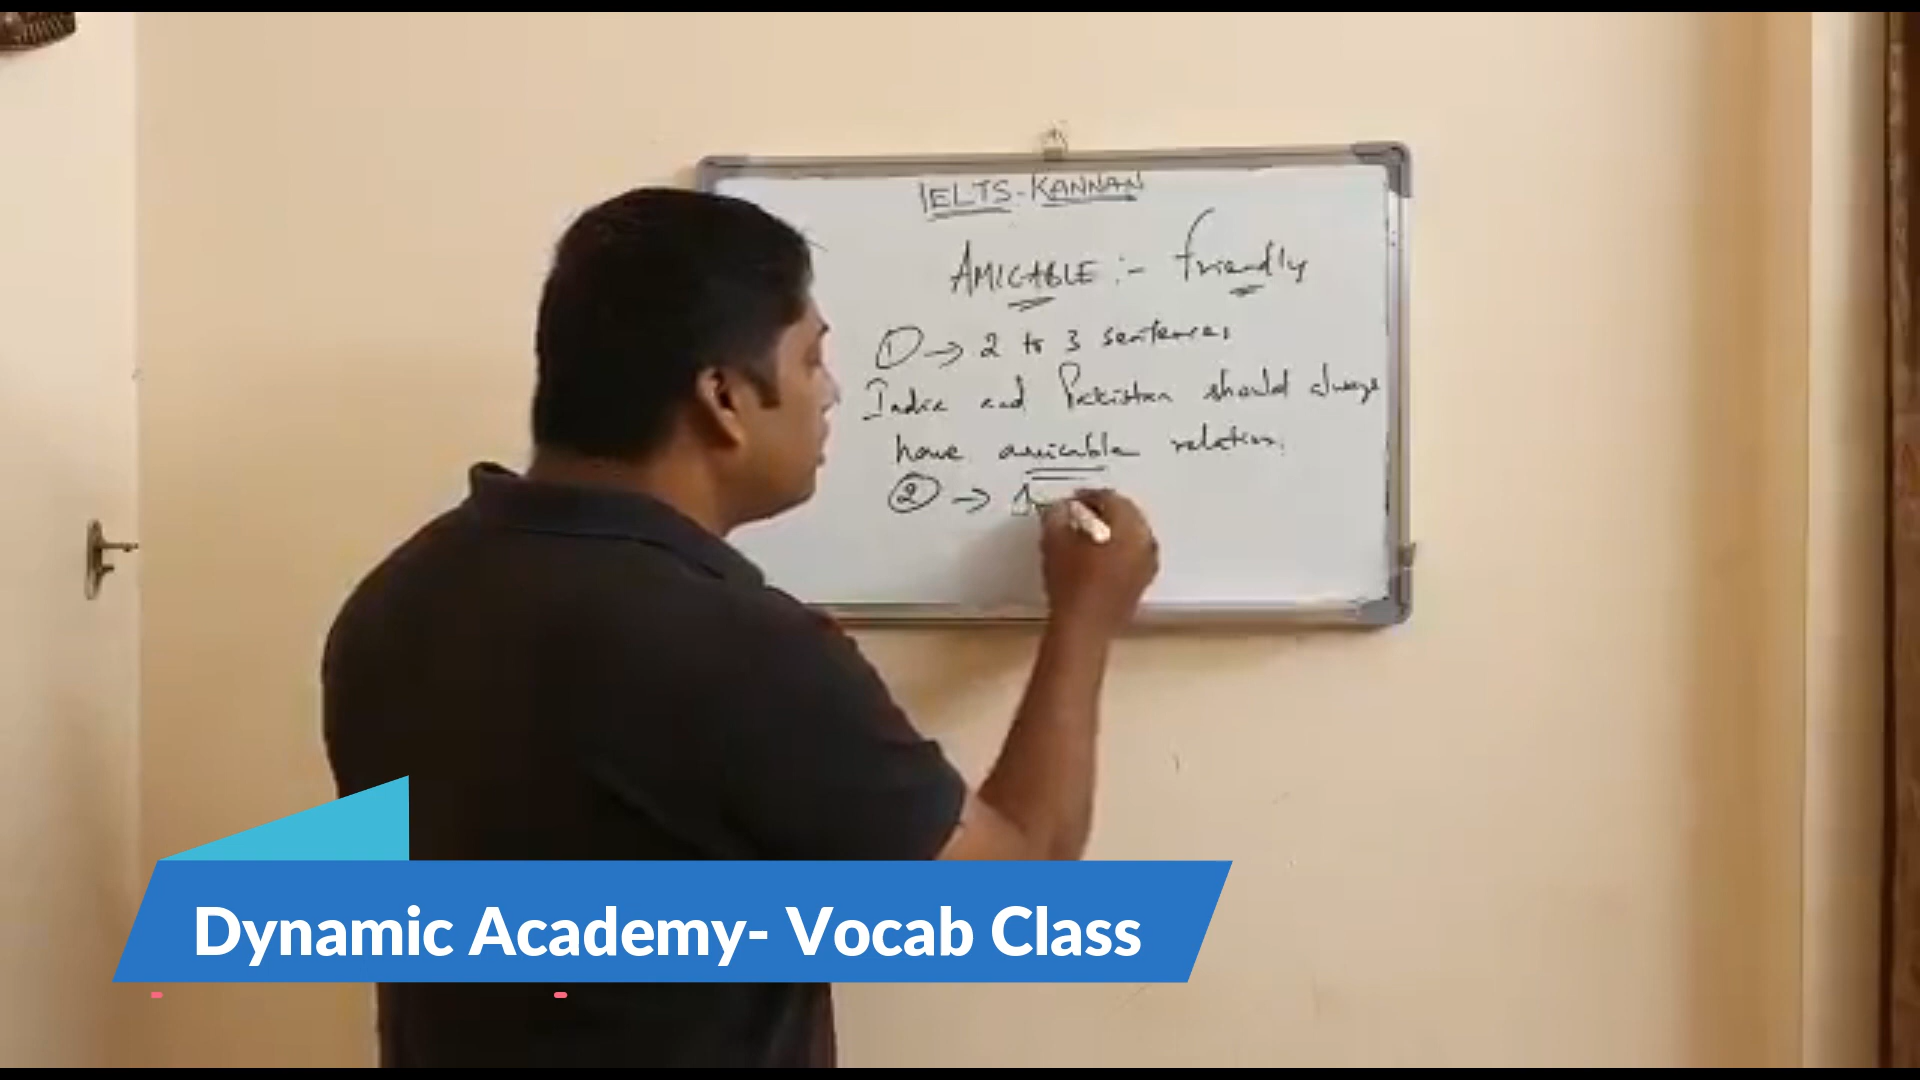 IELTS-KANNAN
AMICABLE :- friendly
① → 2 to 3 sentences
India and Pakistan should always
have amicable relation.
② →
Dynamic Academy- Vocab Class